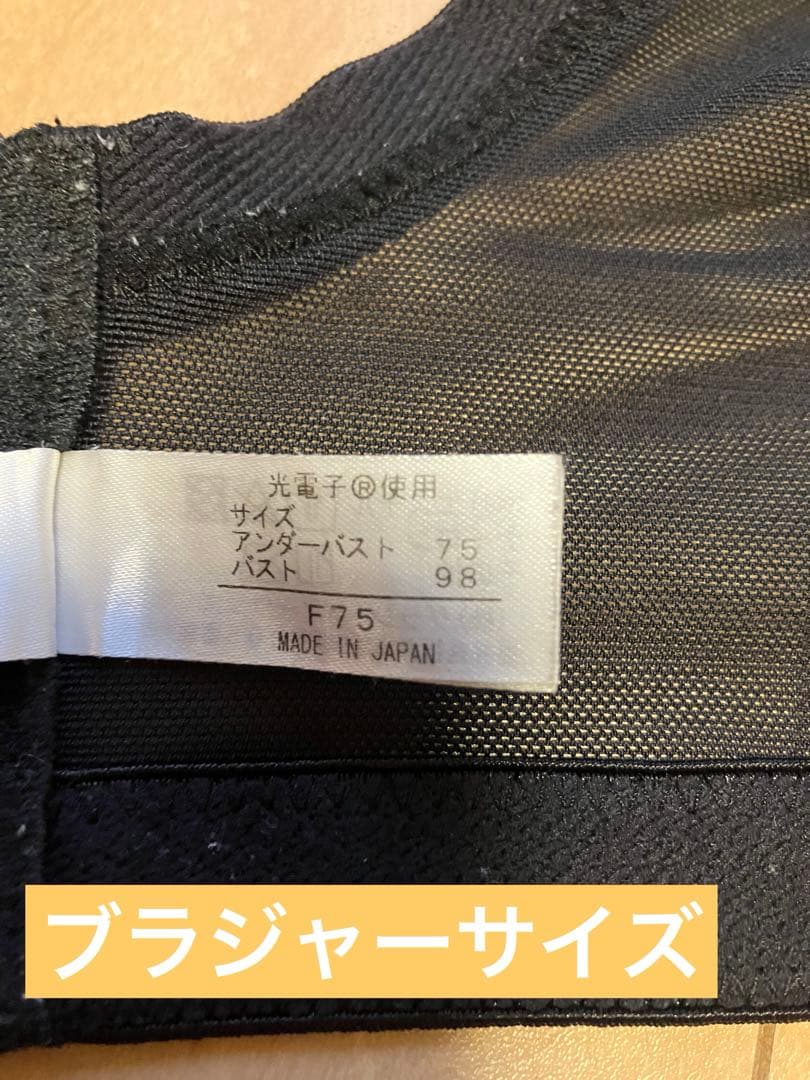 光電子®使用
サイズ
アンダーバスト 75
バスト 98
F75
MADE IN JAPAN
ブラジャーサイズ